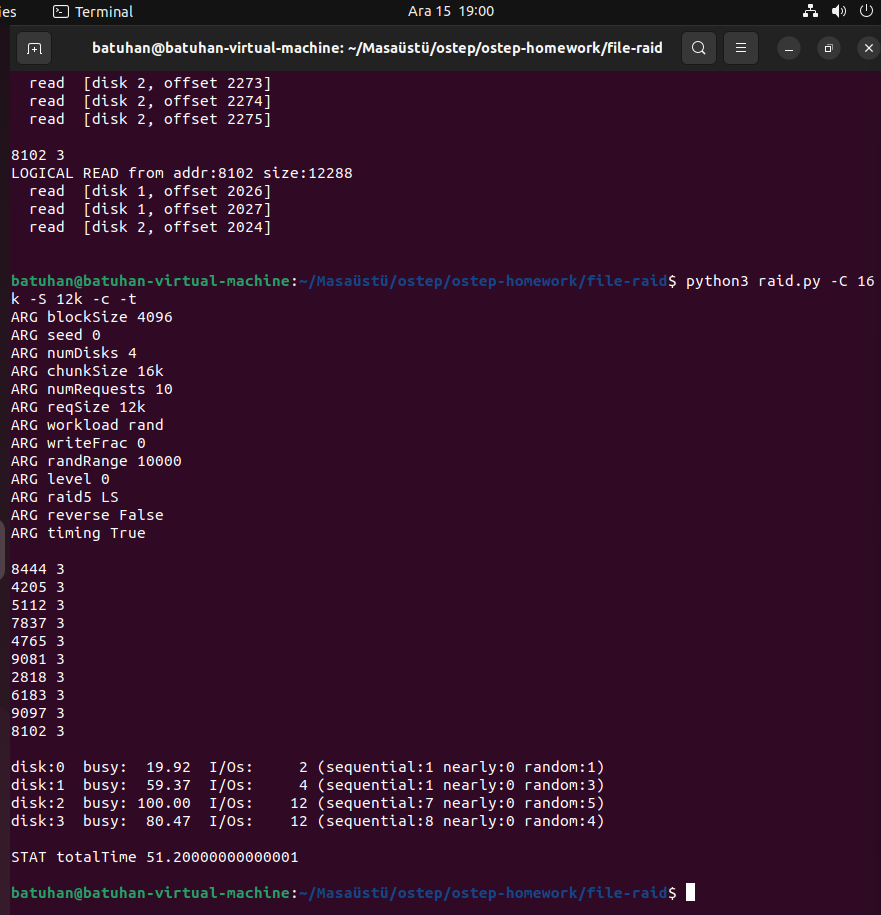 ies Terminal Ara 15 19:00
batuhan@batuhan-virtual-machine: ~/Masaüstü/ostep/ostep-homework/file-raid
read [disk 2, offset 2273]
read [disk 2, offset 2274]
read [disk 2, offset 2275]
8102 3
LOGICAL READ from addr:8102 size:12288
read [disk 1, offset 2026]
read [disk 1, offset 2027]
read [disk 2, offset 2024]
batuhan@batuhan-virtual-machine:~/Masaüstü/ostep/ostep-homework/file-raid$ python3 raid.py -C 16
k -S 12k -c -t
ARG blockSize 4096
ARG seed 0
ARG numDisks 4
ARG chunkSize 16k
ARG numRequests 10
ARG reqSize 12k
ARG workload rand
ARG writeFrac 0
ARG randRange 10000
ARG level 0
ARG raid5 LS
ARG reverse False
ARG timing True
8444 3
4205 3
5112 3
7837 3
4765 3
9081 3
2818 3
6183 3
9097 3
8102 3
disk:0 busy: 19.92 I/Os: 2 (sequential:1 nearly:0 random:1)
disk:1 busy: 59.37 I/Os: 4 (sequential:1 nearly:0 random:3)
disk:2 busy: 100.00 I/Os: 12 (sequential:7 nearly:0 random:5)
disk:3 busy: 80.47 I/Os: 12 (sequential:8 nearly:0 random:4)
STAT totalTime 51.20000000000001
batuhan@batuhan-virtual-machine:~/Masaüstü/ostep/ostep-homework/file-raid$